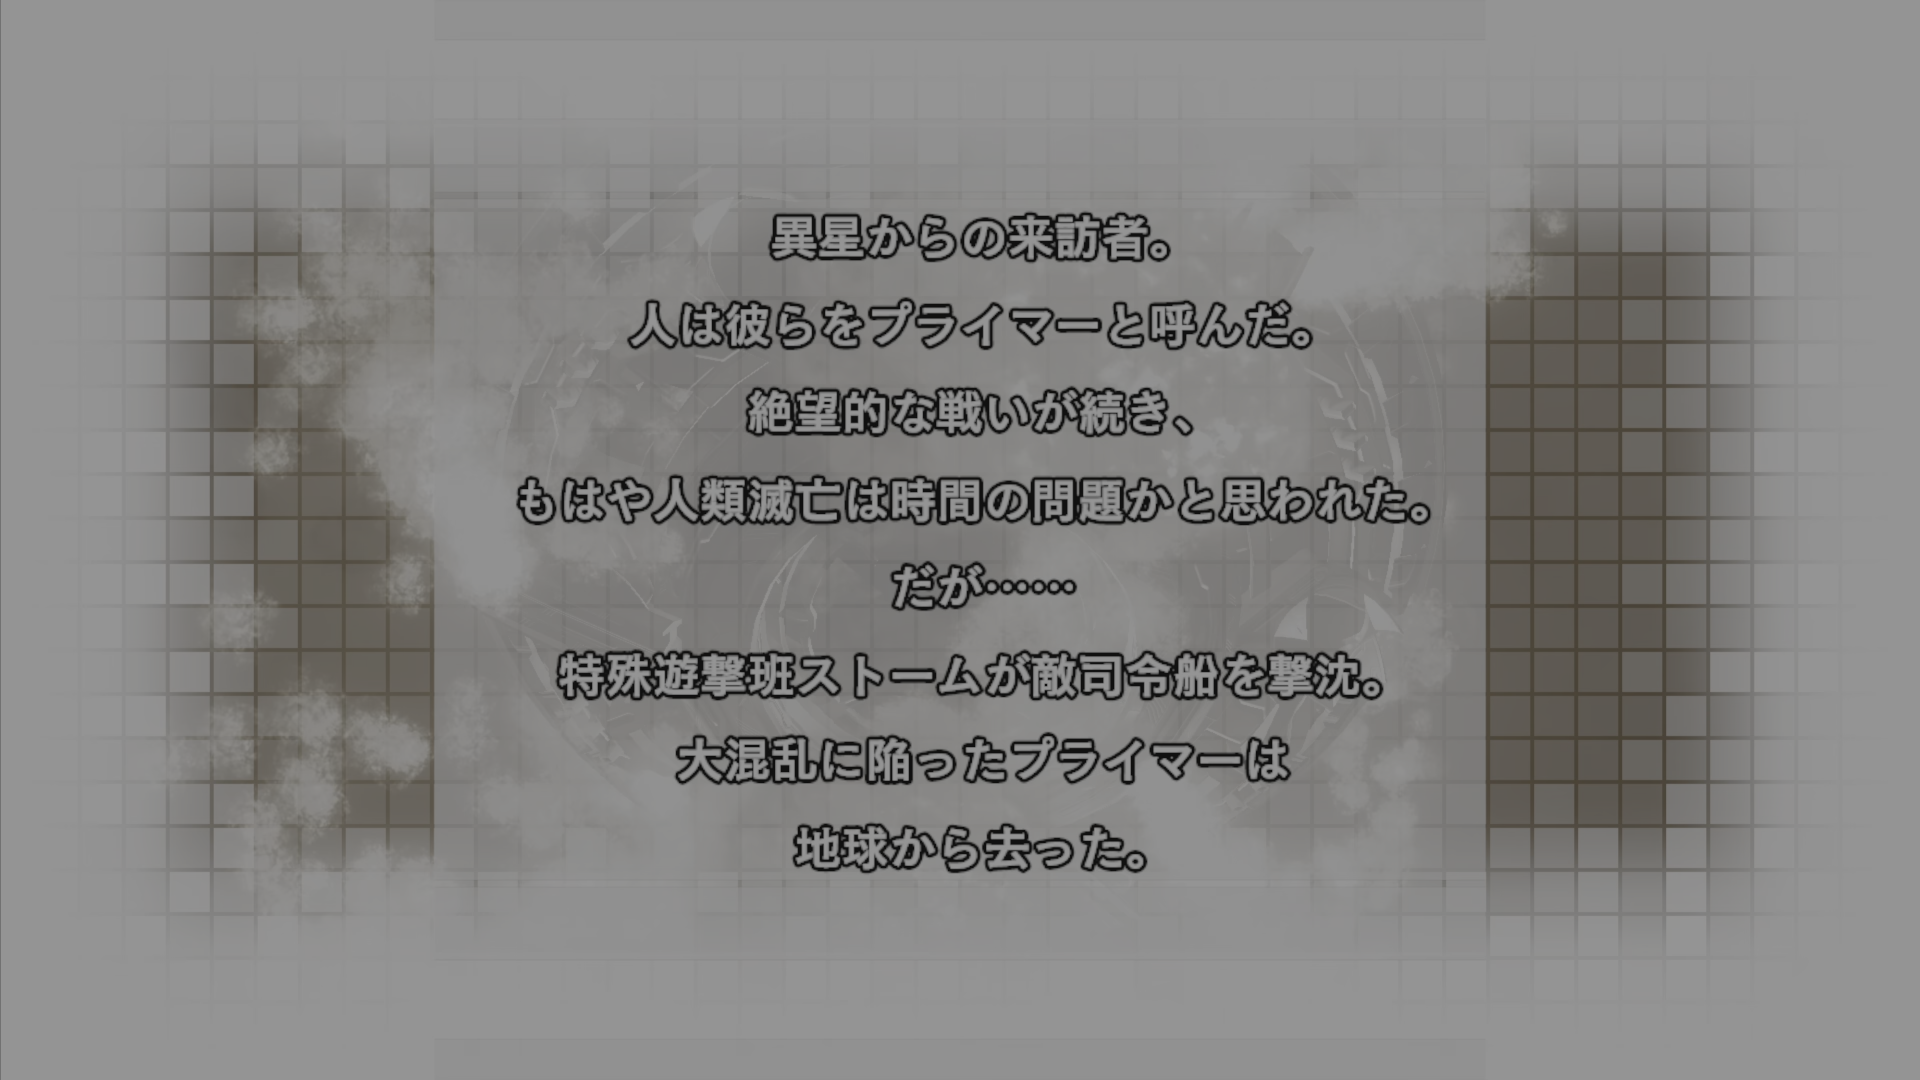 異星からの来訪者。
人は彼らをプライマーと呼んだ。
絶望的な戦いが続き、
もはや人類滅亡は時間の問題かと思われた。
だが……
特殊遊撃班ストームが敵司令船を撃沈。
大混乱に陥ったプライマーは
地球から去った。